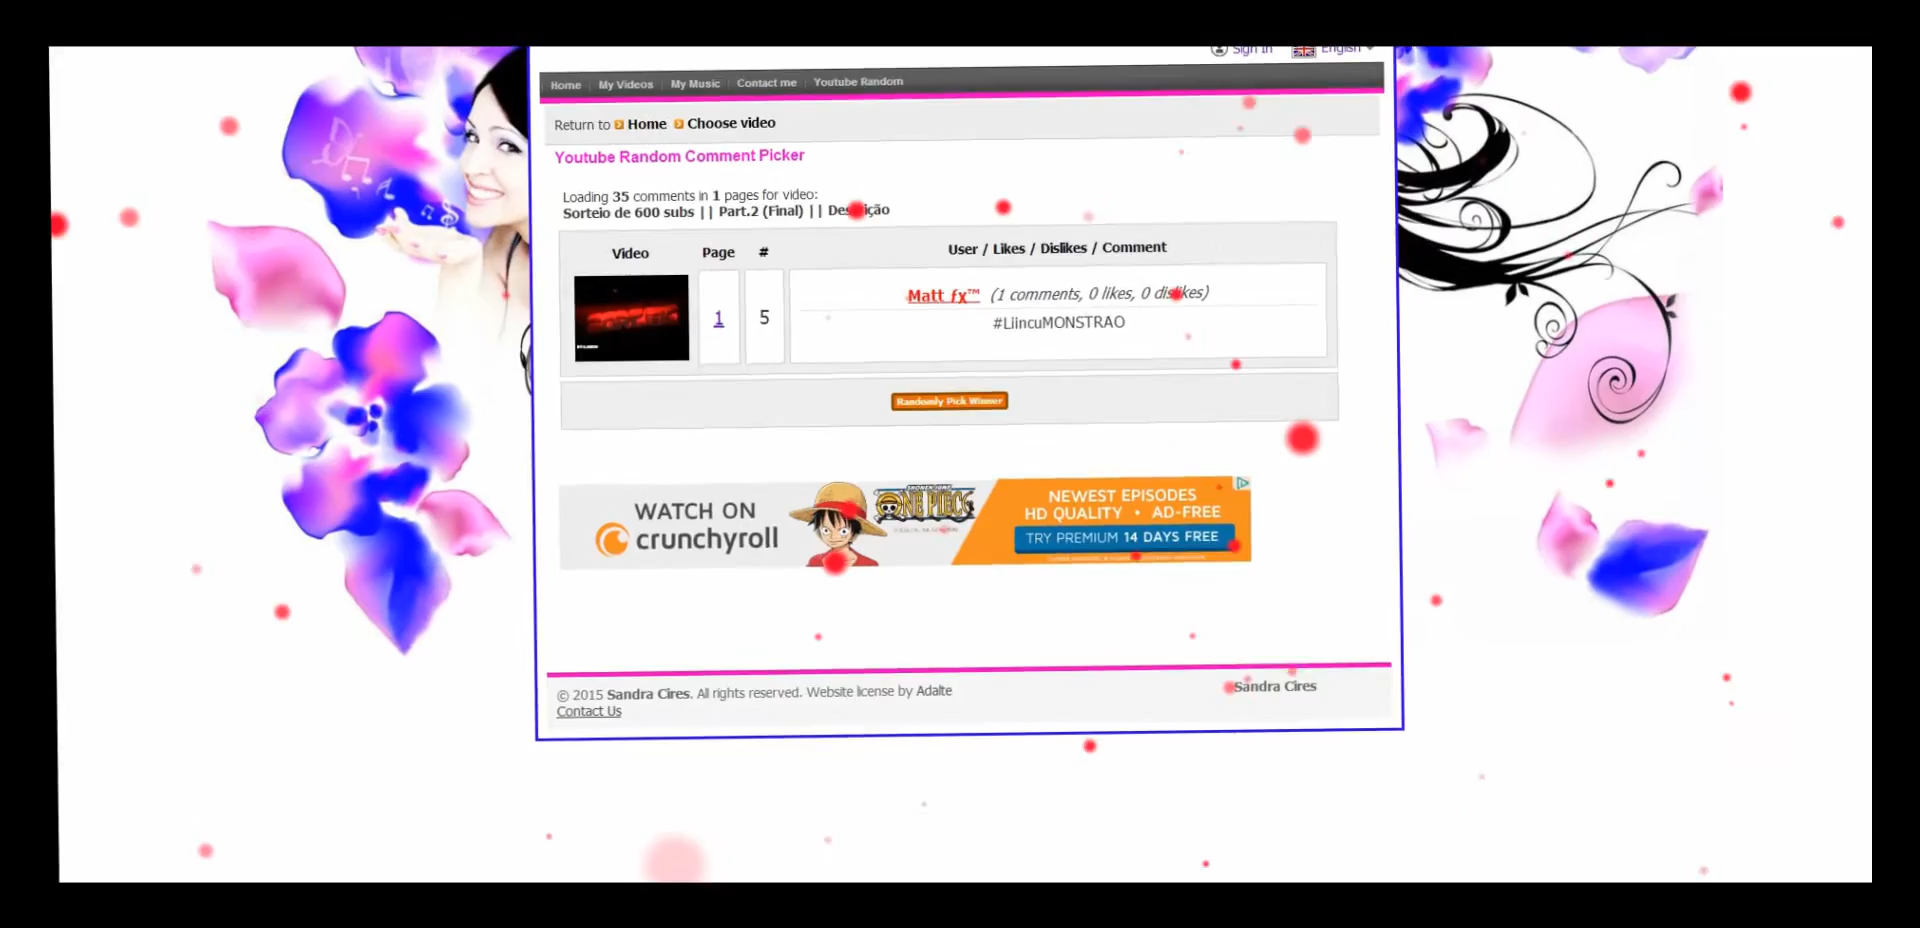 Sign In English
Home My Videos My Music Contact me Youtube Random
Return to Home Choose video
Youtube Random Comment Picker
Loading 35 comments in 1 pages for video:
Sorteio de 600 subs || Part.2 (Final) || Descrição
Video Page # User / Likes / Dislikes / Comment
Matt fx™ (1 comments, 0 likes, 0 dislikes)
1 5
#LiincuMONSTRAO
Randomly Pick Winner
WATCH ON
crunchyroll
ONE PIECE
NEWEST EPISODES
HD QUALITY • AD-FREE
TRY PREMIUM 14 DAYS FREE
© 2015 Sandra Cires. All rights reserved. Website license by Adalte
Sandra Cires
Contact Us